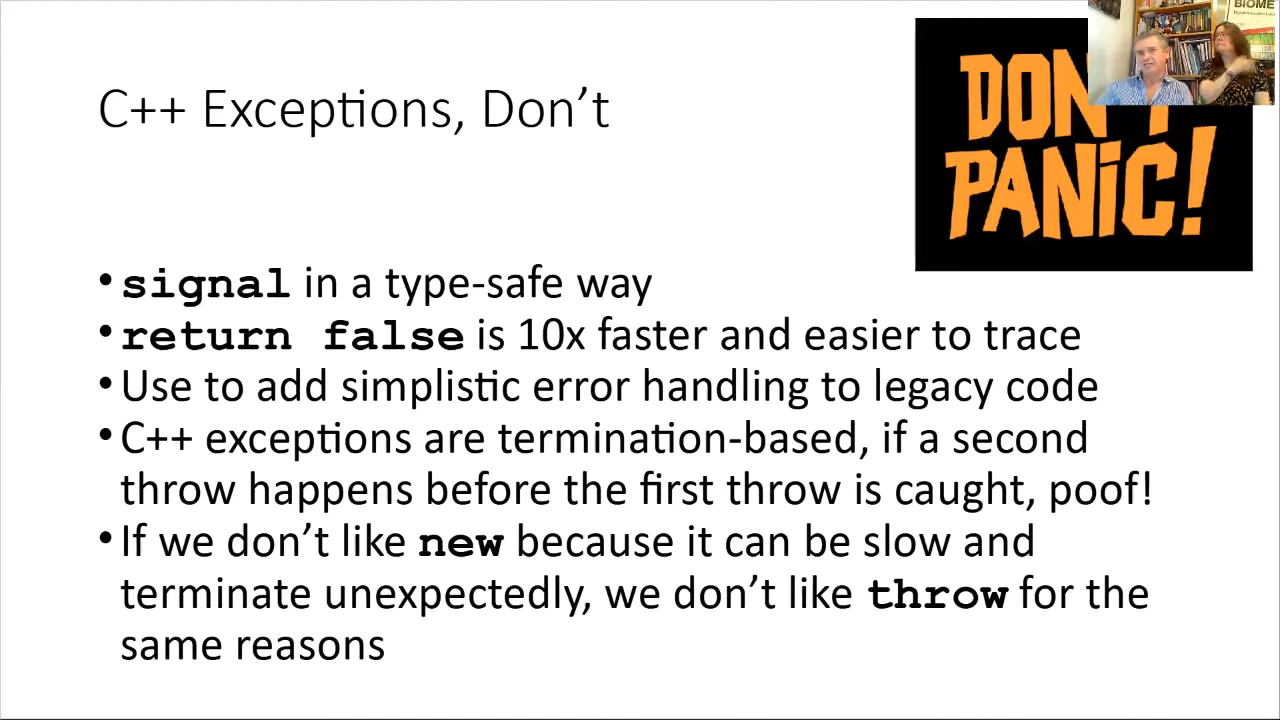 BIOME
DON'T
PANiC!
C++ Exceptions, Don’t
•signal in a type-safe way
•return false is 10x faster and easier to trace
•Use to add simplistic error handling to legacy code
•C++ exceptions are termination-based, if a second
throw happens before the first throw is caught, poof!
•If we don’t like new because it can be slow and
terminate unexpectedly, we don’t like throw for the
same reasons